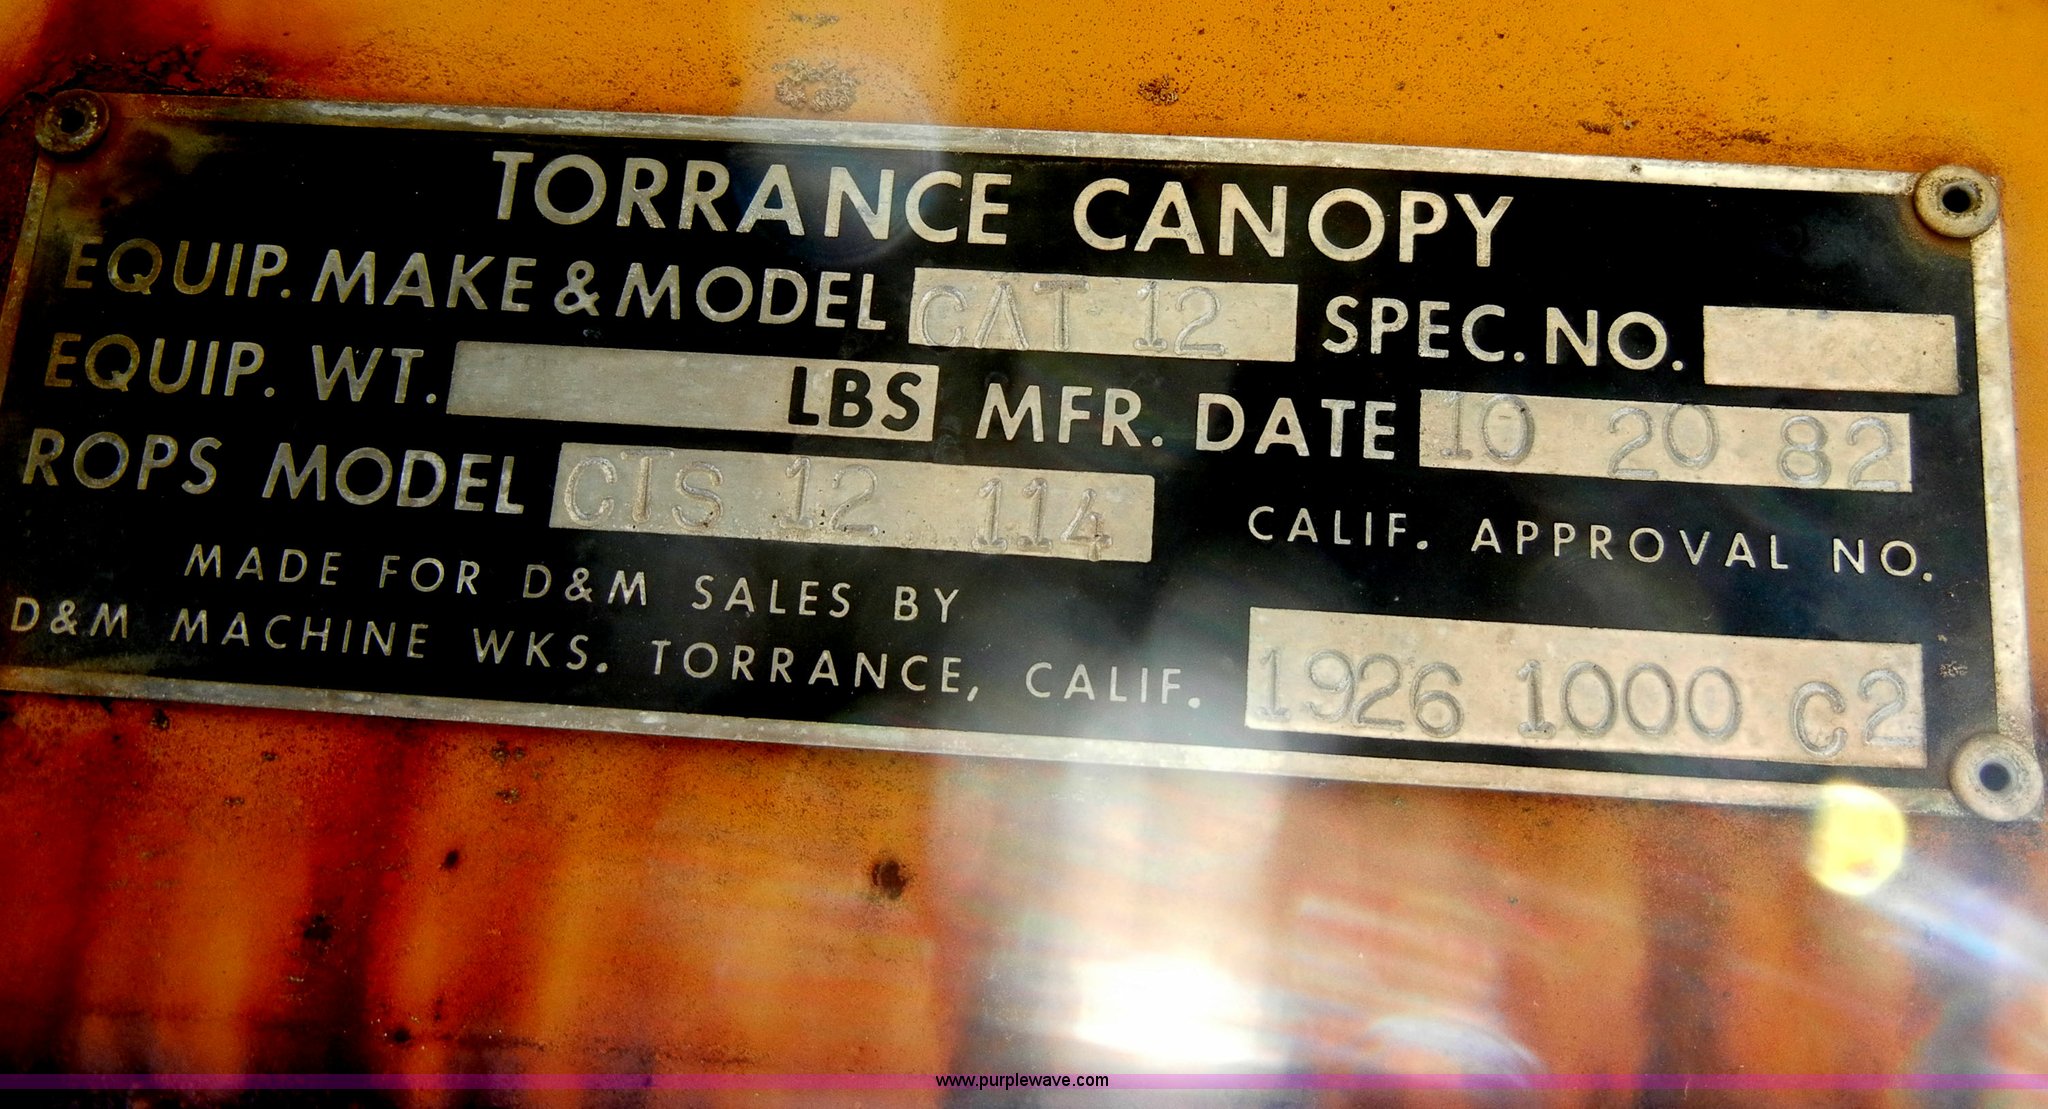 TORRANCE CANOPY
EQUIP. MAKE & MODEL CAT 12 SPEC. NO.
EQUIP. WT. LBS MFR. DATE 10 20 82
ROPS MODEL CTS 12 114
CALIF. APPROVAL NO.
MADE FOR D&M SALES BY
D&M MACHINE WKS. TORRANCE, CALIF. 1926 1000 C2
www.purplewave.com